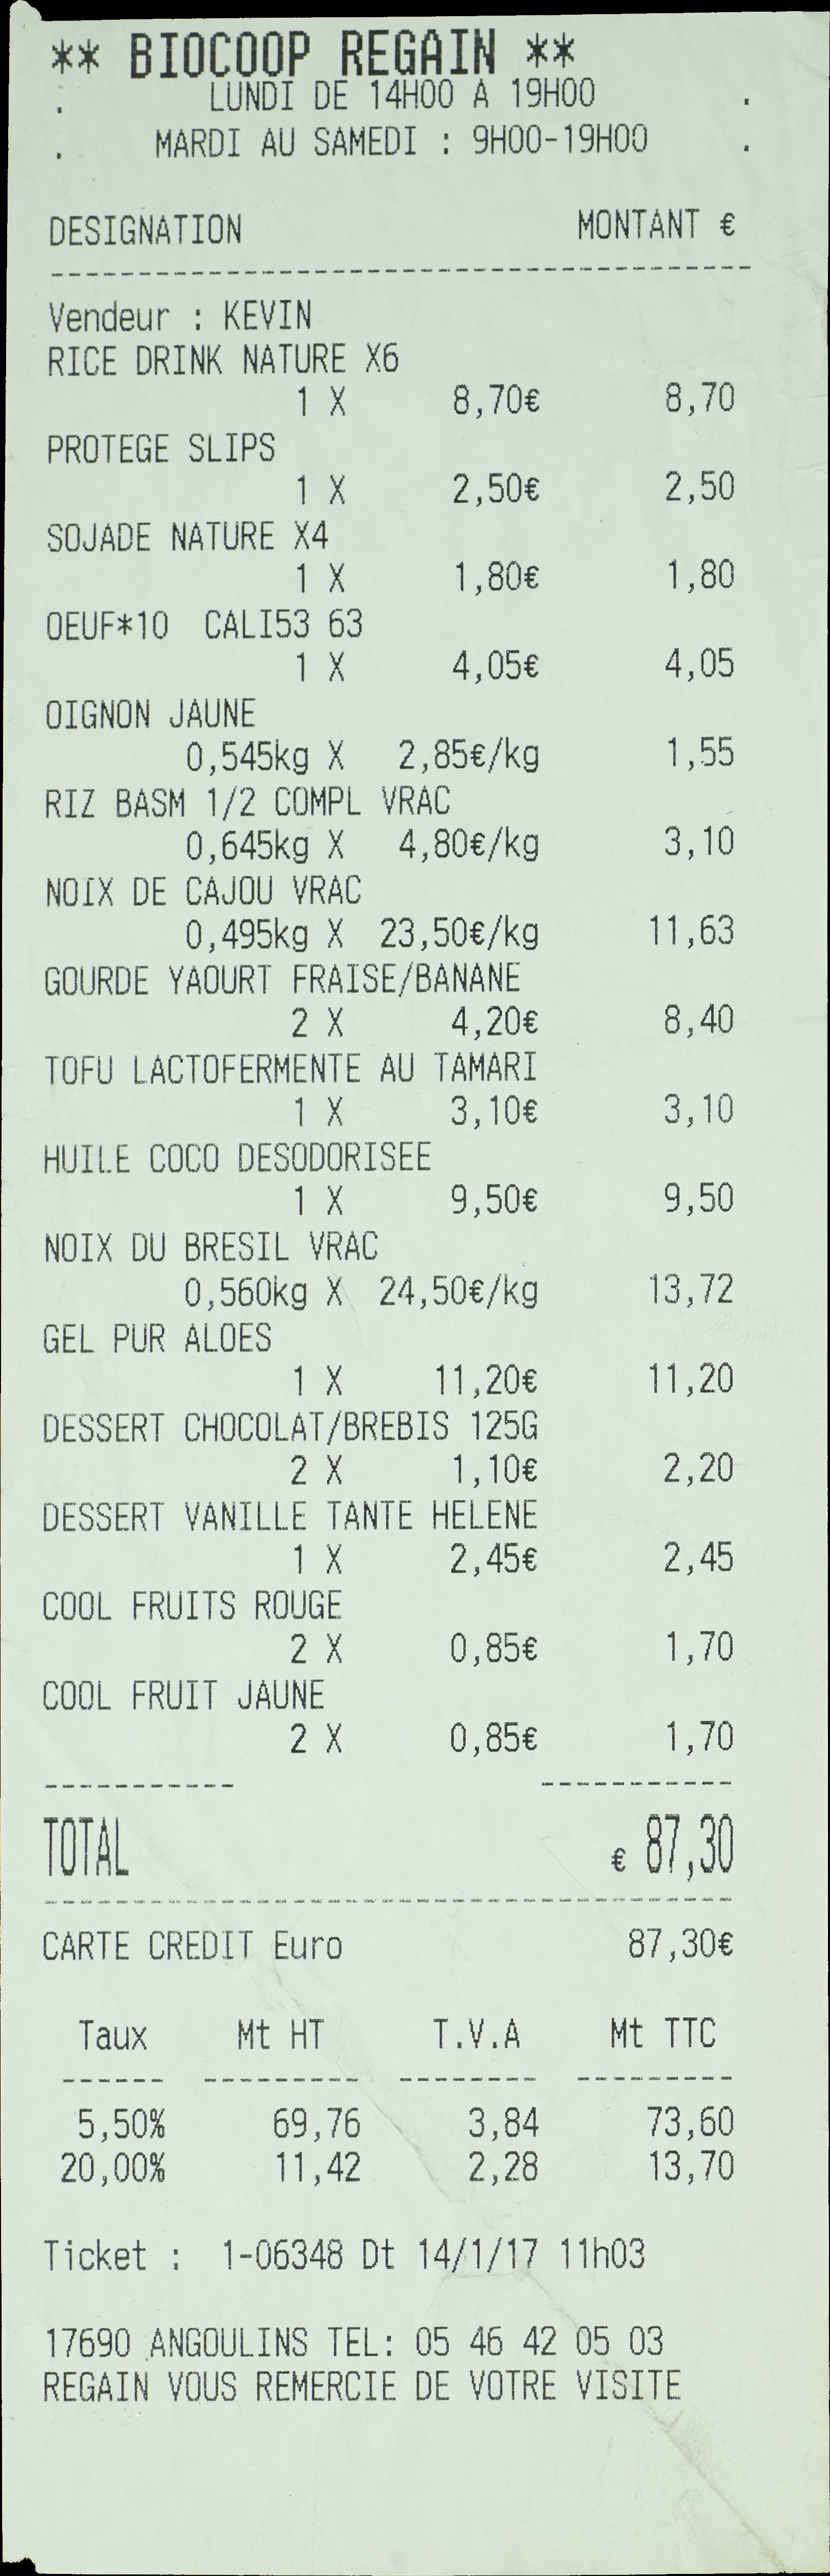 ** BIOCOOP REGAIN **
. LUNDI DE 14H00 A 19H00 .
. MARDI AU SAMEDI : 9H00-19H00 .
DESIGNATION MONTANT €
Vendeur : KEVIN
RICE DRINK NATURE X6
1 X 8,70€ 8,70
PROTEGE SLIPS
1 X 2,50€ 2,50
SOJADE NATURE X4
1 X 1,80€ 1,80
OEUF*10 CALI53 63
1 X 4,05€ 4,05
OIGNON JAUNE
0,545kg X 2,85€/kg 1,55
RIZ BASM 1/2 COMPL VRAC
0,645kg X 4,80€/kg 3,10
NOIX DE CAJOU VRAC
0,495kg X 23,50€/kg 11,63
GOURDE YAOURT FRAISE/BANANE
2 X 4,20€ 8,40
TOFU LACTOFERMENTE AU TAMARI
1 X 3,10€ 3,10
HUILE COCO DESODORISEE
1 X 9,50€ 9,50
NOIX DU BRESIL VRAC
0,560kg X 24,50€/kg 13,72
GEL PUR ALOES
1 X 11,20€ 11,20
DESSERT CHOCOLAT/BREBIS 125G
2 X 1,10€ 2,20
DESSERT VANILLE TANTE HELENE
1 X 2,45€ 2,45
COOL FRUITS ROUGE
2 X 0,85€ 1,70
COOL FRUIT JAUNE
2 X 0,85€ 1,70
TOTAL € 87,30
CARTE CREDIT Euro 87,30€
Taux Mt HT T.V.A Mt TTC
5,50% 69,76 3,84 73,60
20,00% 11,42 2,28 13,70
Ticket : 1-06348 Dt 14/1/17 11h03
17690 ANGOULINS TEL: 05 46 42 05 03
REGAIN VOUS REMERCIE DE VOTRE VISITE